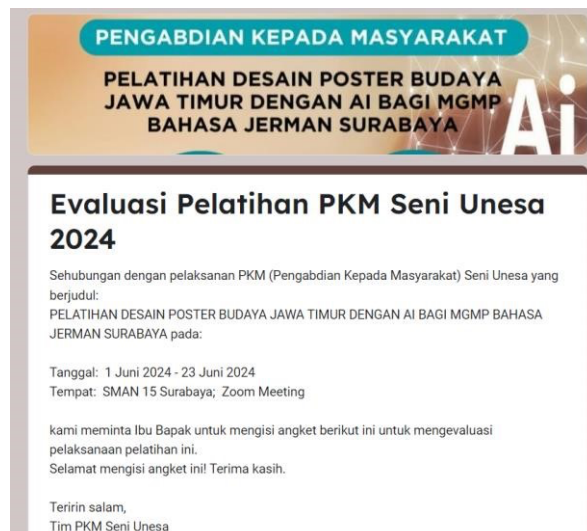 PENGABDIAN KEPADA MASYARAKAT
PELATIHAN DESAIN POSTER BUDAYA
JAWA TIMUR DENGAN AI BAGI MGMP
BAHASA JERMAN SURABAYA
Ai
Evaluasi Pelatihan PKM Seni Unesa
2024
Sehubungan dengan pelaksanan PKM (Pengabdian Kepada Masyarakat) Seni Unesa yang
berjudul:
PELATIHAN DESAIN POSTER BUDAYA JAWA TIMUR DENGAN AI BAGI MGMP BAHASA
JERMAN SURABAYA pada:
Tanggal: 1 Juni 2024 - 23 Juni 2024
Tempat: SMAN 15 Surabaya; Zoom Meeting
kami meminta Ibu Bapak untuk mengisi angket berikut ini untuk mengevaluasi
pelaksanaan pelatihan ini.
Selamat mengisi angket ini! Terima kasih.
Teririn salam,
Tim PKM Seni Unesa